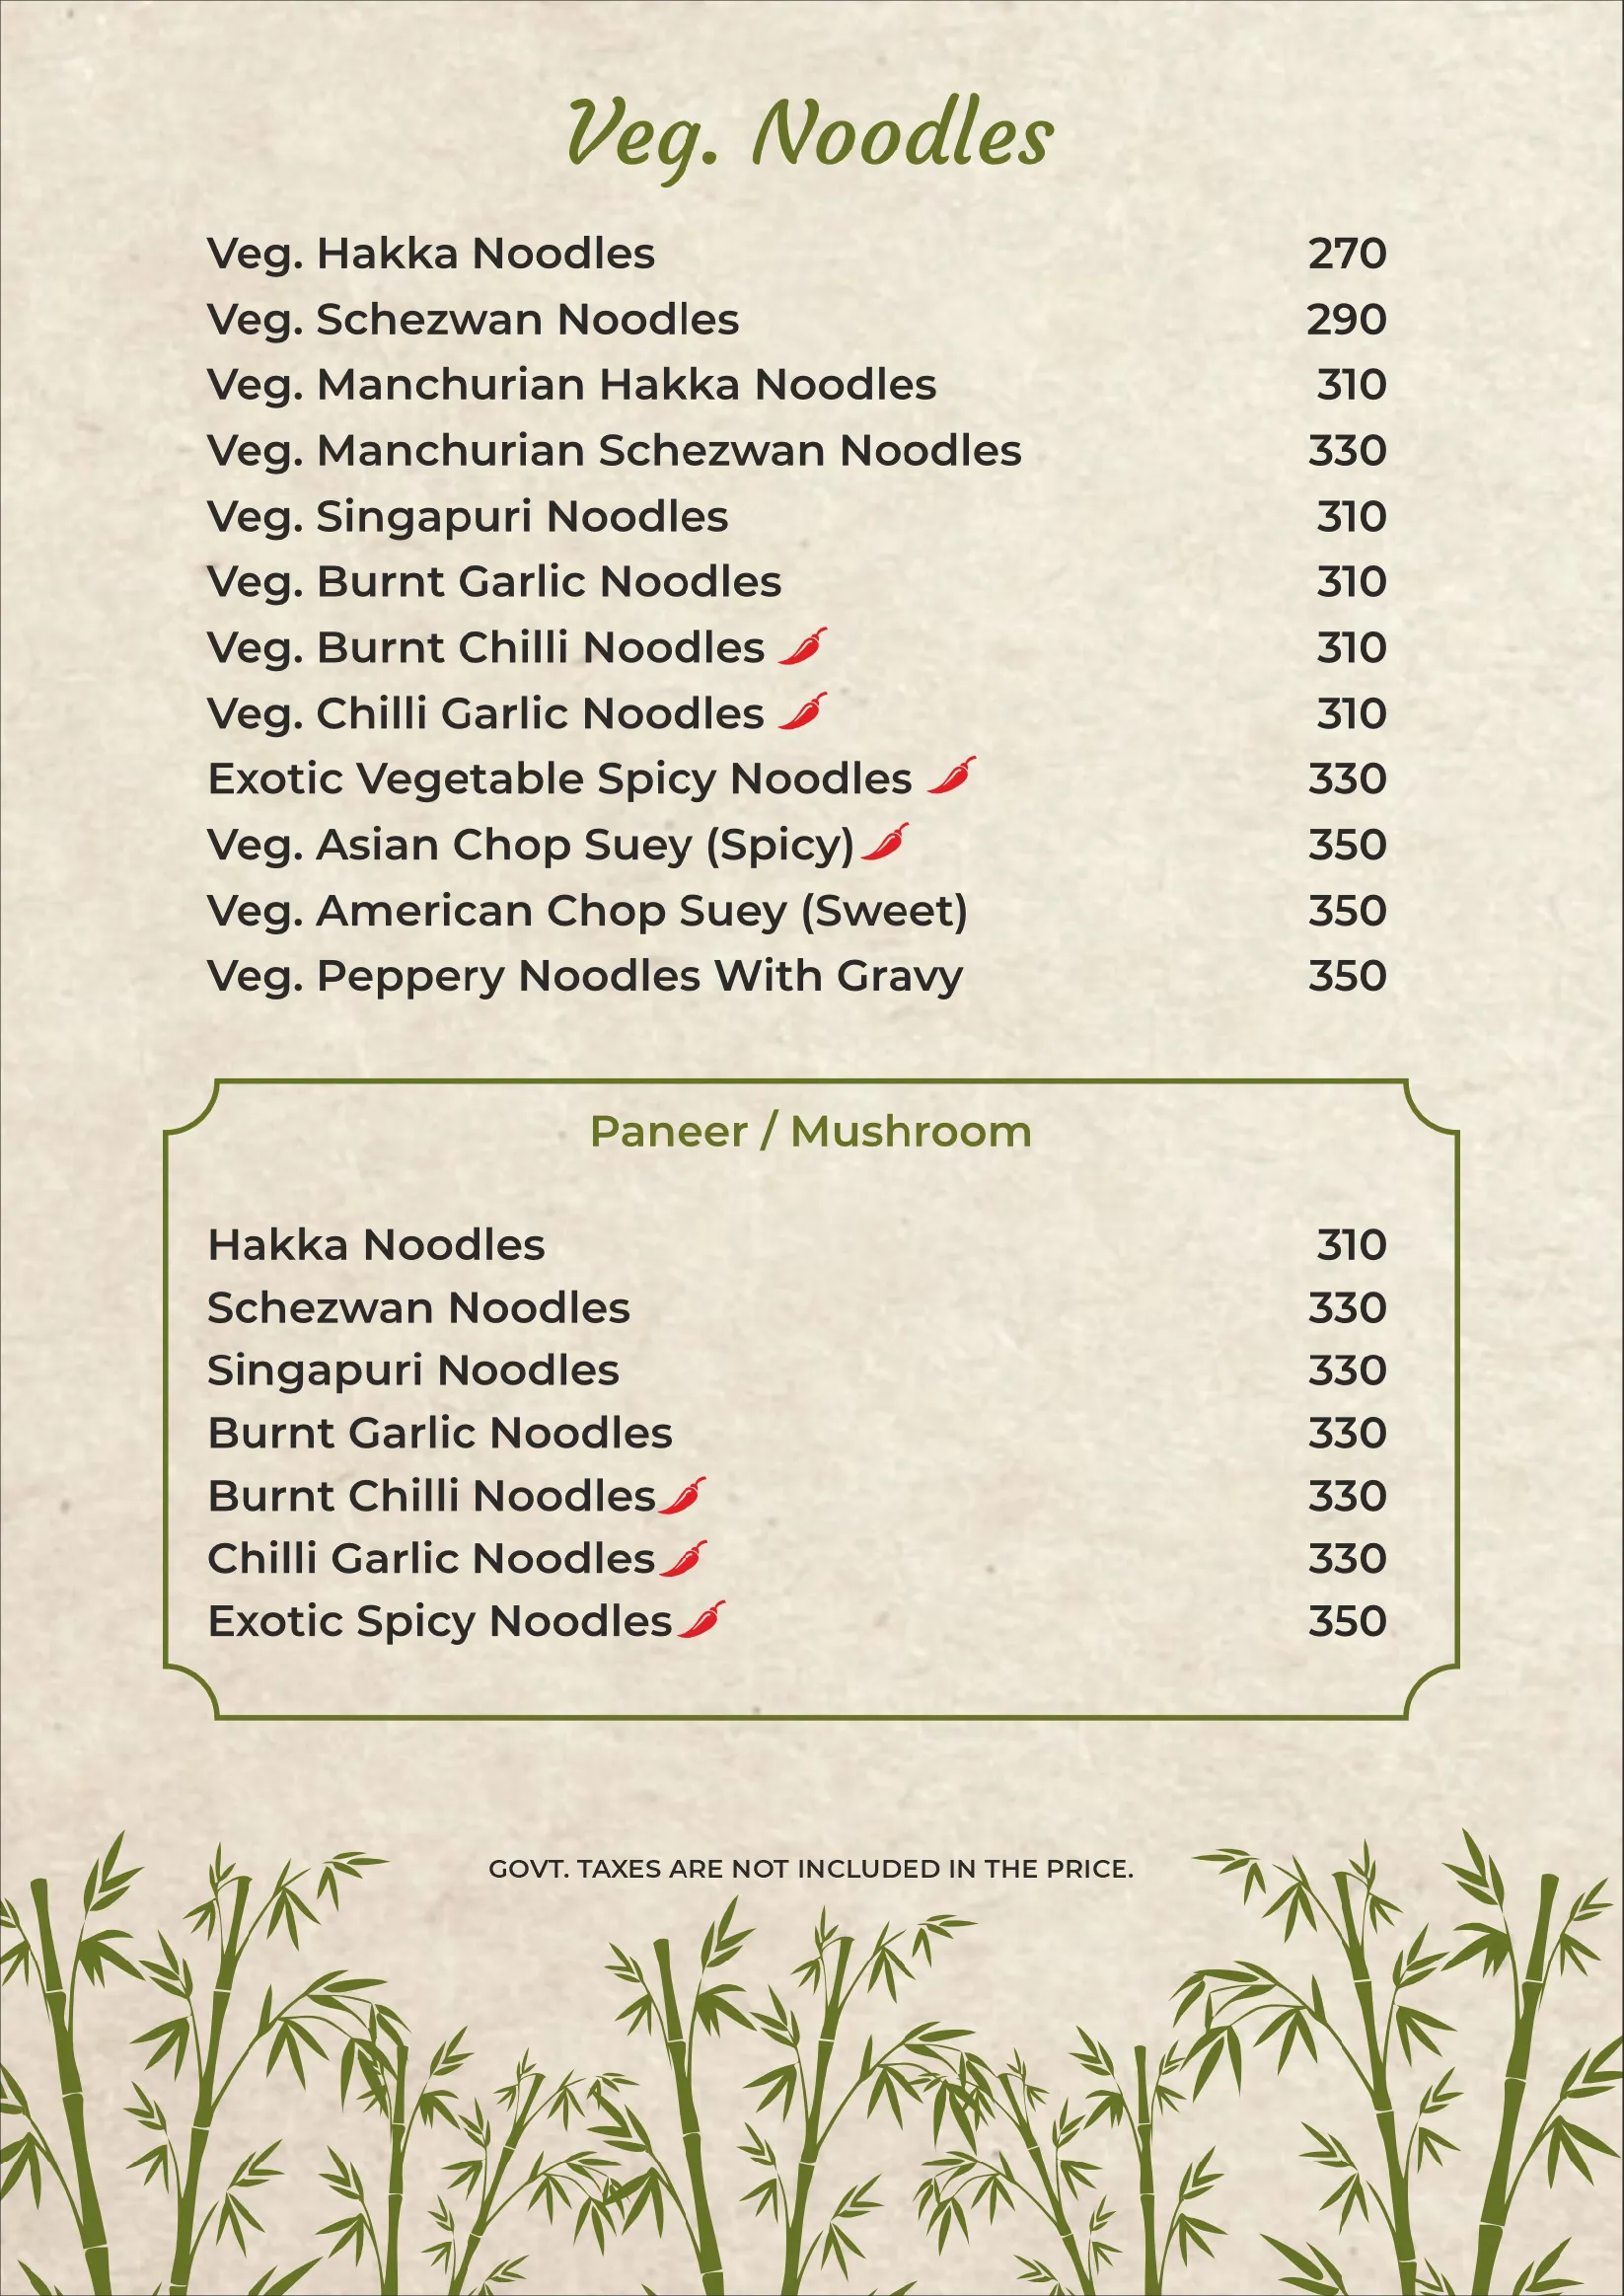 Veg. Noodles
Veg. Hakka Noodles 270
Veg. Schezwan Noodles 290
Veg. Manchurian Hakka Noodles 310
Veg. Manchurian Schezwan Noodles 330
Veg. Singapuri Noodles 310
Veg. Burnt Garlic Noodles 310
Veg. Burnt Chilli Noodles 310
Veg. Chilli Garlic Noodles 310
Exotic Vegetable Spicy Noodles 330
Veg. Asian Chop Suey (Spicy) 350
Veg. American Chop Suey (Sweet) 350
Veg. Peppery Noodles With Gravy 350
Paneer / Mushroom
Hakka Noodles 310
Schezwan Noodles 330
Singapuri Noodles 330
Burnt Garlic Noodles 330
Burnt Chilli Noodles 330
Chilli Garlic Noodles 330
Exotic Spicy Noodles 350
GOVT. TAXES ARE NOT INCLUDED IN THE PRICE.